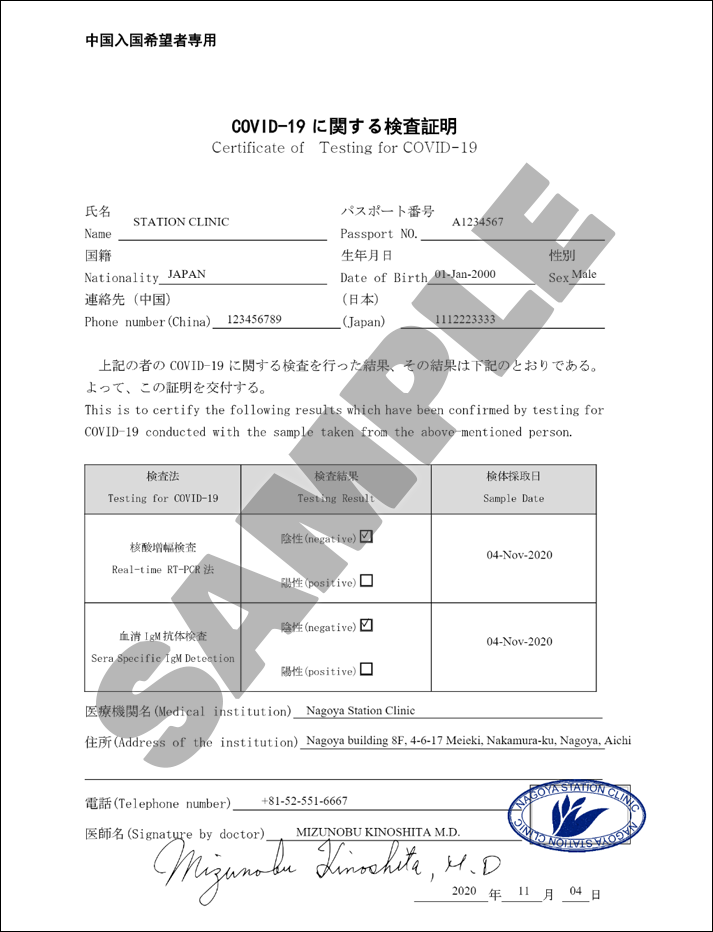 中国入国希望者専用
COVID-19 に関する検査証明
Certificate of Testing for COVID-19
氏名 パスポート番号
Name STATION CLINIC Passport NO. A1234567
国籍 生年月日 性別
Nationality JAPAN Date of Birth 01-Jan-2000 Sex Male
連絡先（中国） （日本）
Phone number(China) 123456789 (Japan) 1112223333
上記の者の COVID-19 に関する検査を行った結果、その結果は下記のとおりである。
よって、この証明を交付する。
This is to certify the following results which have been confirmed by testing for
COVID-19 conducted with the sample taken from the above-mentioned person.
検査法 検査結果 検体採取日
Testing for COVID-19 Testing Result Sample Date
核酸増幅検査
Real-time RT-PCR 法
陰性(negative) ☑
陽性(positive) ☐
04-Nov-2020
血清 IgM 抗体検査
Sera Specific IgM Detection
陰性(negative) ☑
陽性(positive) ☐
04-Nov-2020
SAMPLE
医療機関名(Medical institution) Nagoya Station Clinic
住所(Address of the institution) Nagoya building 8F, 4-6-17 Meieki, Nakamura-ku, Nagoya, Aichi
電話(Telephone number) +81-52-551-6667
NAGOYA STATION CLINIC NAGOYA STATION CLINIC
医師名(Signature by doctor) MIZUNOBU KINOSHITA M.D.
Mizunobu Kinoshita, M.D
2020 年 11 月 04 日